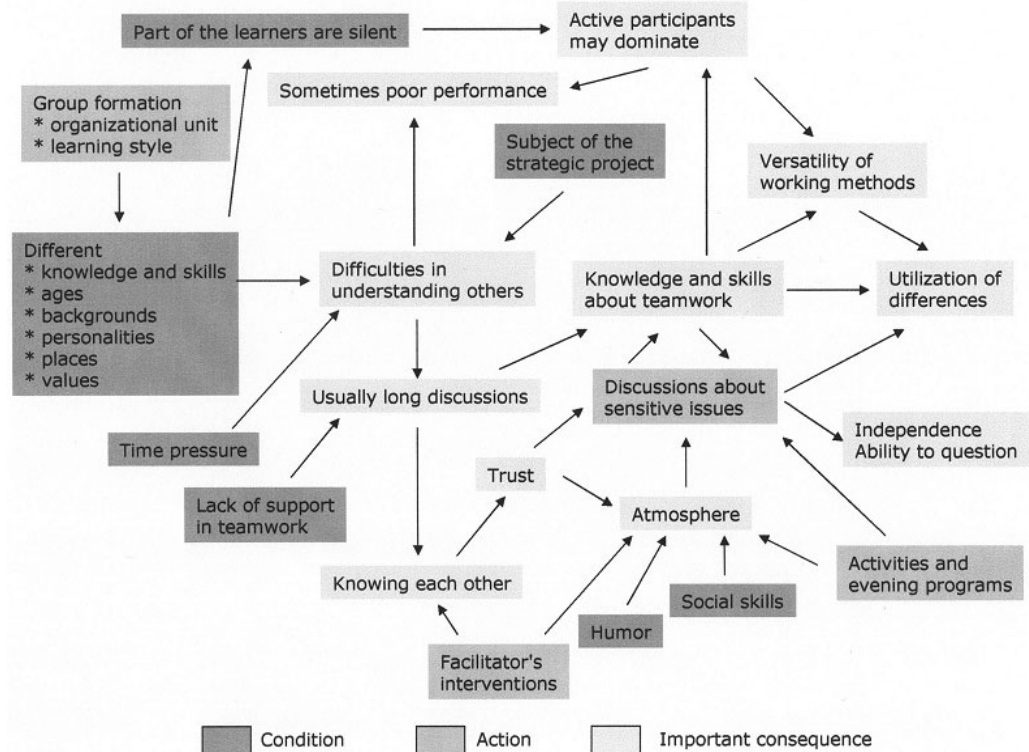 Part of the learners are silent
Active participants
may dominate
Sometimes poor performance
Group formation
* organizational unit
* learning style
Subject of the
strategic project
Versatility of
working methods
Different
* knowledge and skills
* ages
* backgrounds
* personalities
* places
* values
Difficulties in
understanding others
Knowledge and skills
about teamwork
Utilization of
differences
Usually long discussions
Discussions about
sensitive issues
Independence
Ability to question
Time pressure
Trust
Lack of support
in teamwork
Atmosphere
Activities and
evening programs
Knowing each other
Social skills
Humor
Facilitator's
interventions
Condition
Action
Important consequence